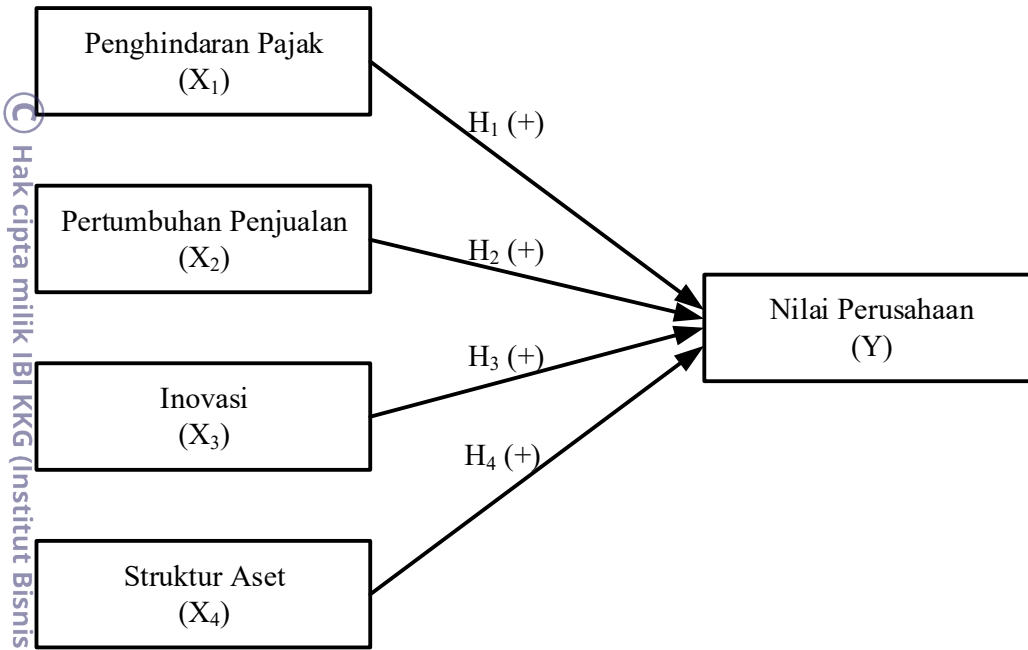 Penghindaran Pajak
(X₁)
H₁ (+)
Pertumbuhan Penjualan
(X₂)
H₂ (+)
Nilai Perusahaan
(Y)
Inovasi
(X₃)
H₃ (+)
H₄ (+)
Struktur Aset
(X₄)
© Hak cipta milik IBI KKG (Institut Bisnis